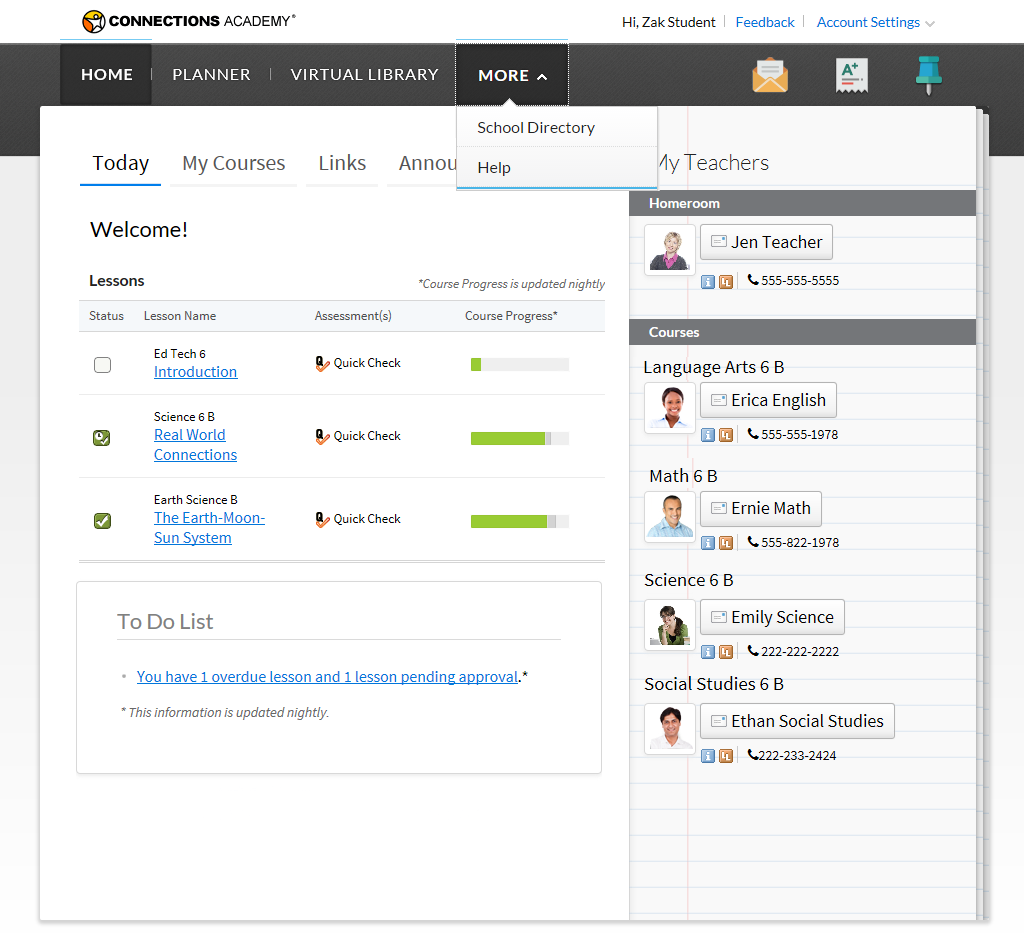 CONNECTIONS ACADEMY®
Hi, Zak Student
Feedback
Account Settings
HOME
PLANNER
VIRTUAL LIBRARY
MORE
A+
School Directory
Help
Today
My Courses
Links
Annou
My Teachers
Welcome!
Lessons
*Course Progress is updated nightly
Status
Lesson Name
Assessment(s)
Course Progress*
Ed Tech 6
Introduction
Quick Check
Science 6 B
Real World
Connections
Quick Check
Earth Science B
The Earth-Moon-
Sun System
Quick Check
To Do List
You have 1 overdue lesson and 1 lesson pending approval.*
* This information is updated nightly.
Homeroom
Jen Teacher
555-555-5555
Courses
Language Arts 6 B
Erica English
555-555-1978
Math 6 B
Ernie Math
555-822-1978
Science 6 B
Emily Science
222-222-2222
Social Studies 6 B
Ethan Social Studies
222-233-2424